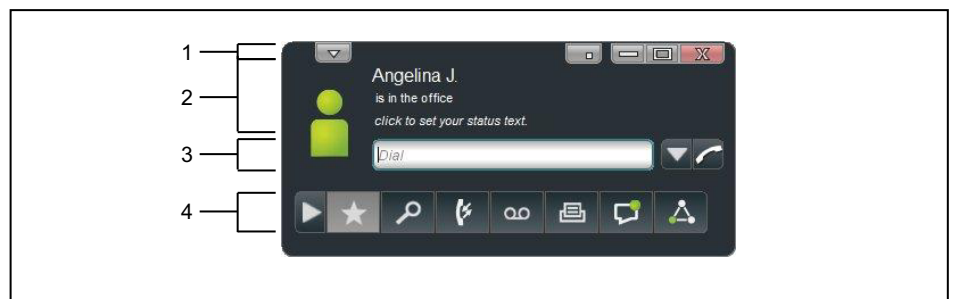 1
2
3
4
Angelina J.
is in the office
click to set your status text.
Dial
X